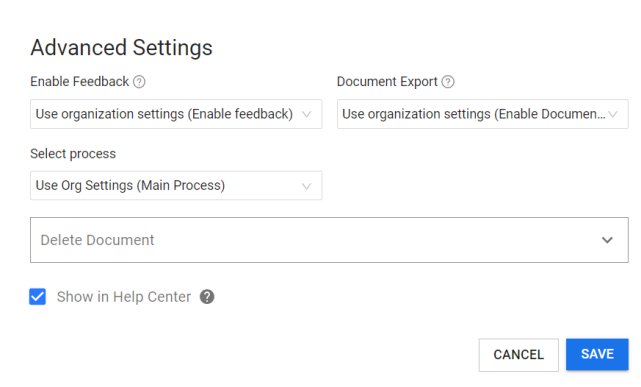 Advanced Settings
Enable Feedback
Document Export
Use organization settings (Enable feedback)
Use organization settings (Enable Documen...
Select process
Use Org Settings (Main Process)
Delete Document
Show in Help Center
CANCEL
SAVE